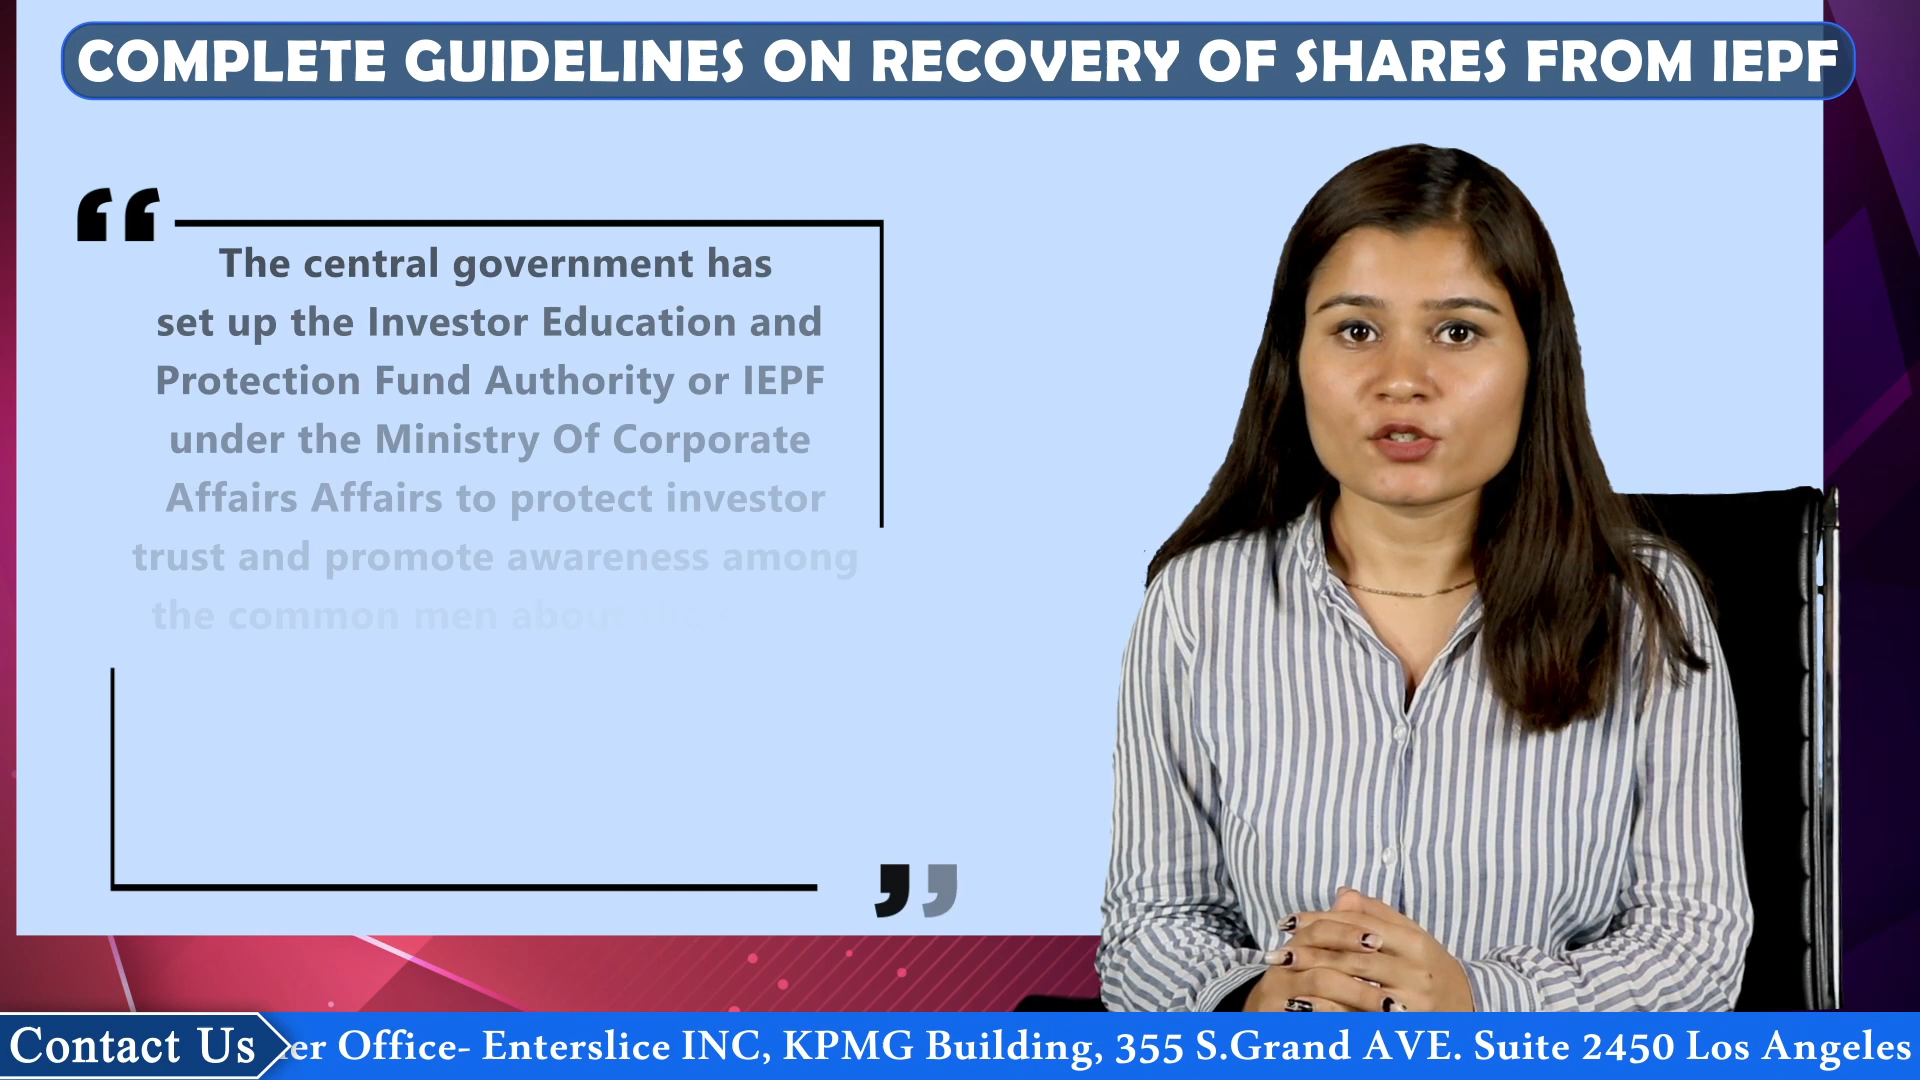 COMPLETE GUIDELINES ON RECOVERY OF SHARES FROM IEPF
The central government has
set up the Investor Education and
Protection Fund Authority or IEPF
under the Ministry Of Corporate
Affairs Affairs to protect investor
trust and promote awareness among
the common men about
Contact Us
er Office- Enterslice INC, KPMG Building, 355 S.Grand AVE. Suite 2450 Los Angeles